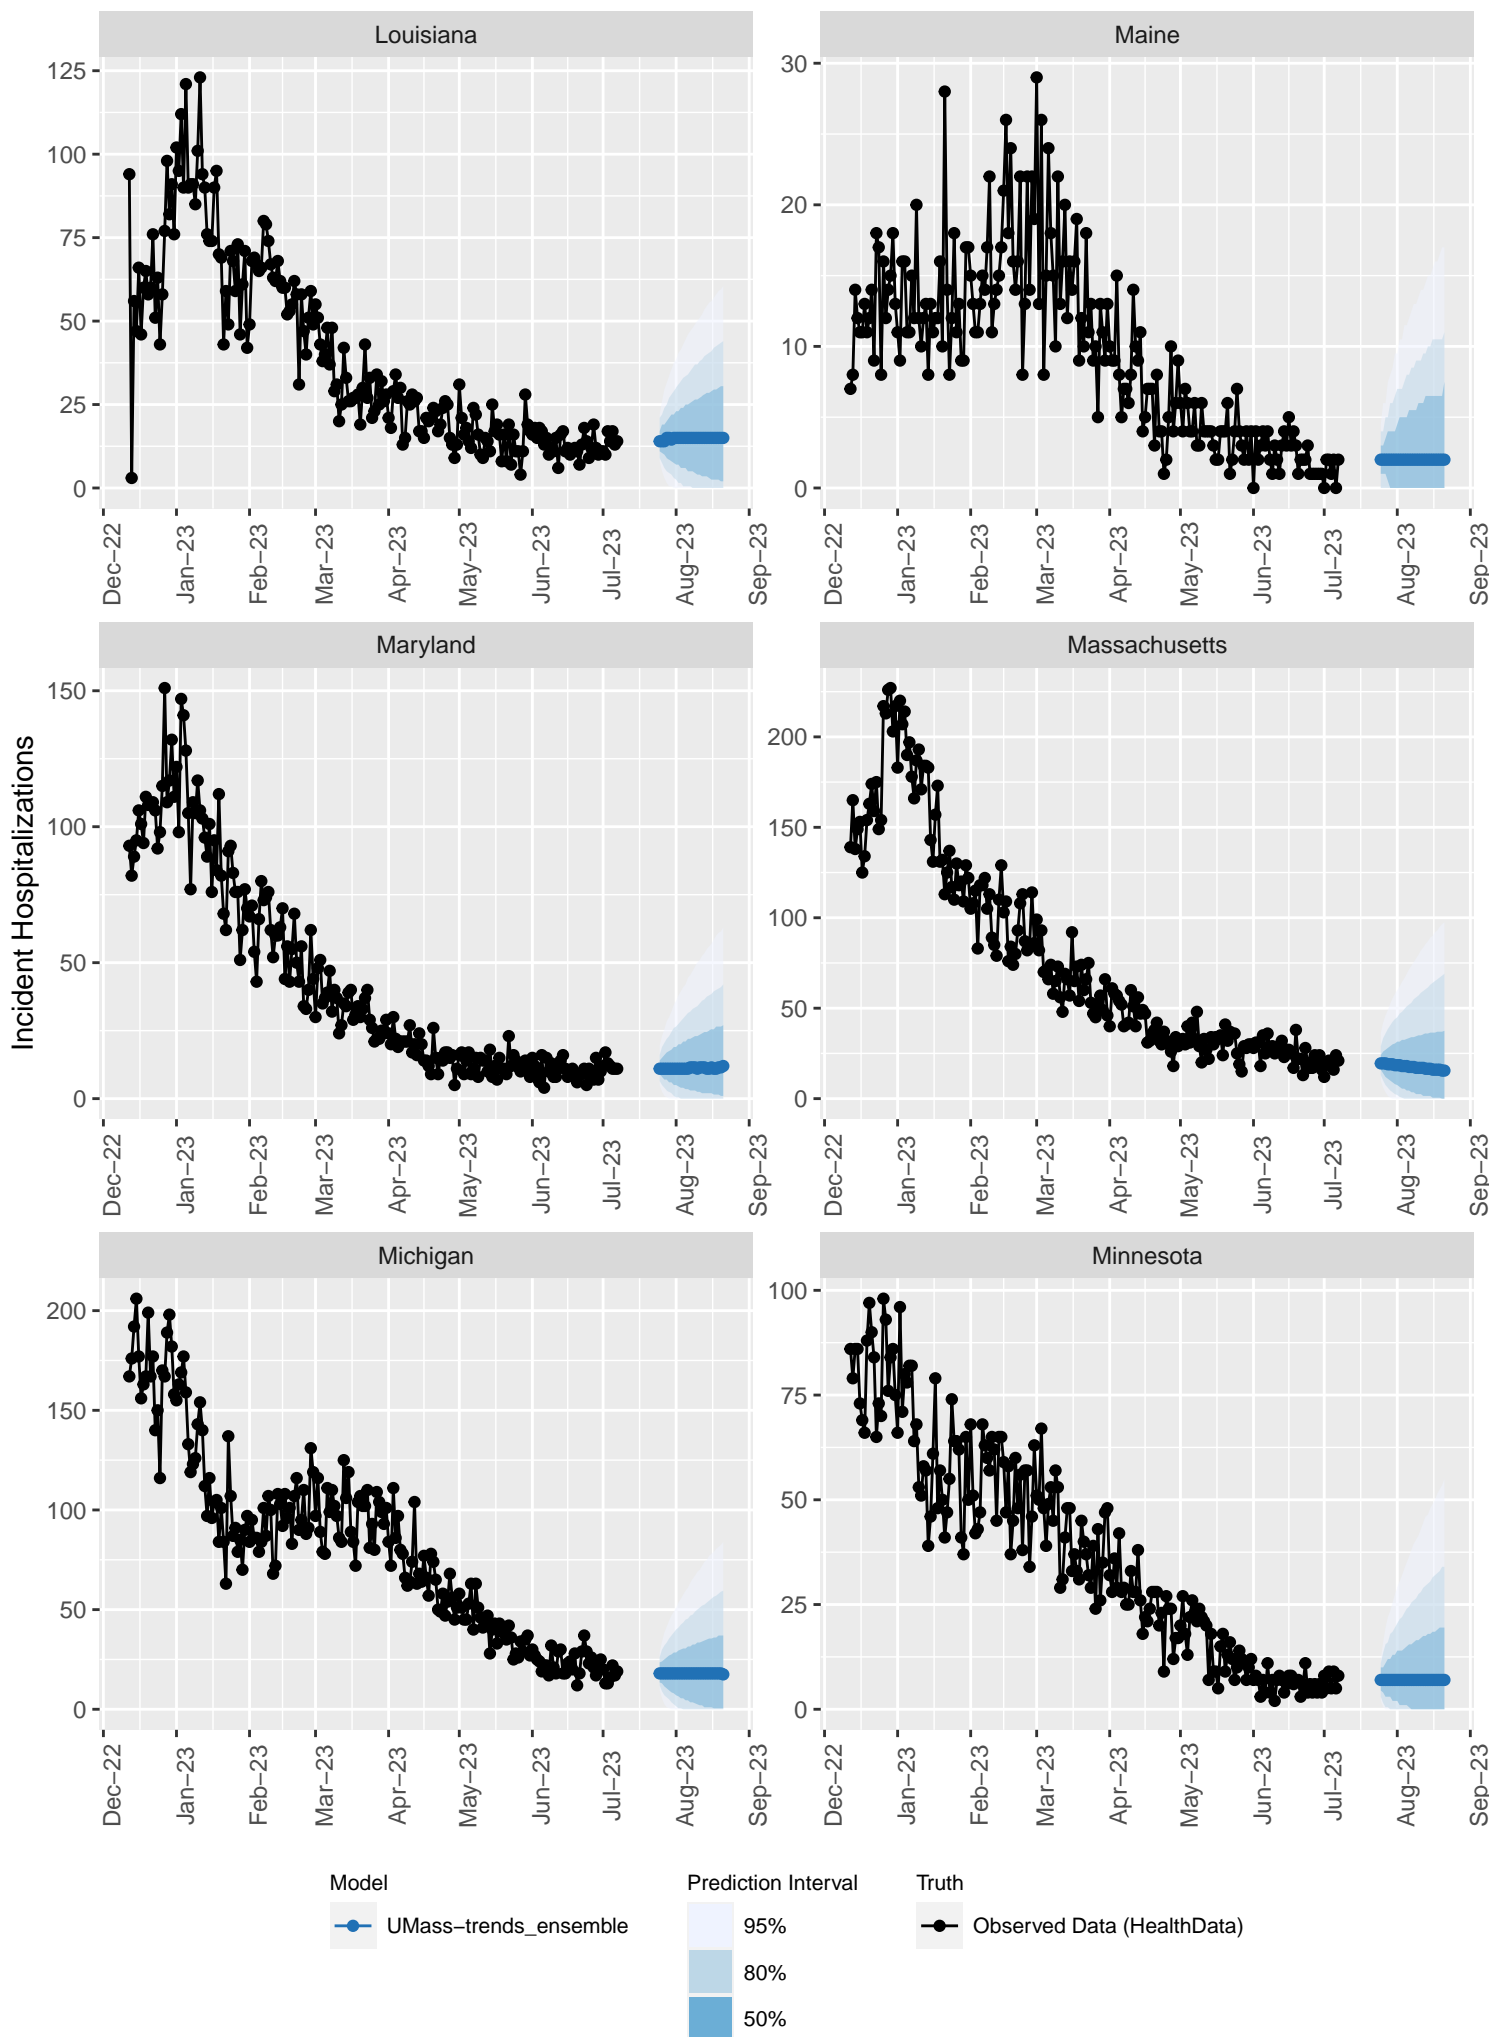 Louisiana
Maine
125
100
75
50
25
0
30
20
10
0
Dec−22
Jan−23
Feb−23
Mar−23
Apr−23
May−23
Jun−23
Jul−23
Aug−23
Sep−23
Dec−22
Jan−23
Feb−23
Mar−23
Apr−23
May−23
Jun−23
Jul−23
Aug−23
Sep−23
Incident Hospitalizations
Maryland
Massachusetts
150
100
50
0
200
150
100
50
0
Dec−22
Jan−23
Feb−23
Mar−23
Apr−23
May−23
Jun−23
Jul−23
Aug−23
Sep−23
Dec−22
Jan−23
Feb−23
Mar−23
Apr−23
May−23
Jun−23
Jul−23
Aug−23
Sep−23
Michigan
Minnesota
200
150
100
50
0
100
75
50
25
0
Dec−22
Jan−23
Feb−23
Mar−23
Apr−23
May−23
Jun−23
Jul−23
Aug−23
Sep−23
Dec−22
Jan−23
Feb−23
Mar−23
Apr−23
May−23
Jun−23
Jul−23
Aug−23
Sep−23
Model
UMass−trends_ensemble
Prediction Interval
95%
80%
50%
Truth
Observed Data (HealthData)